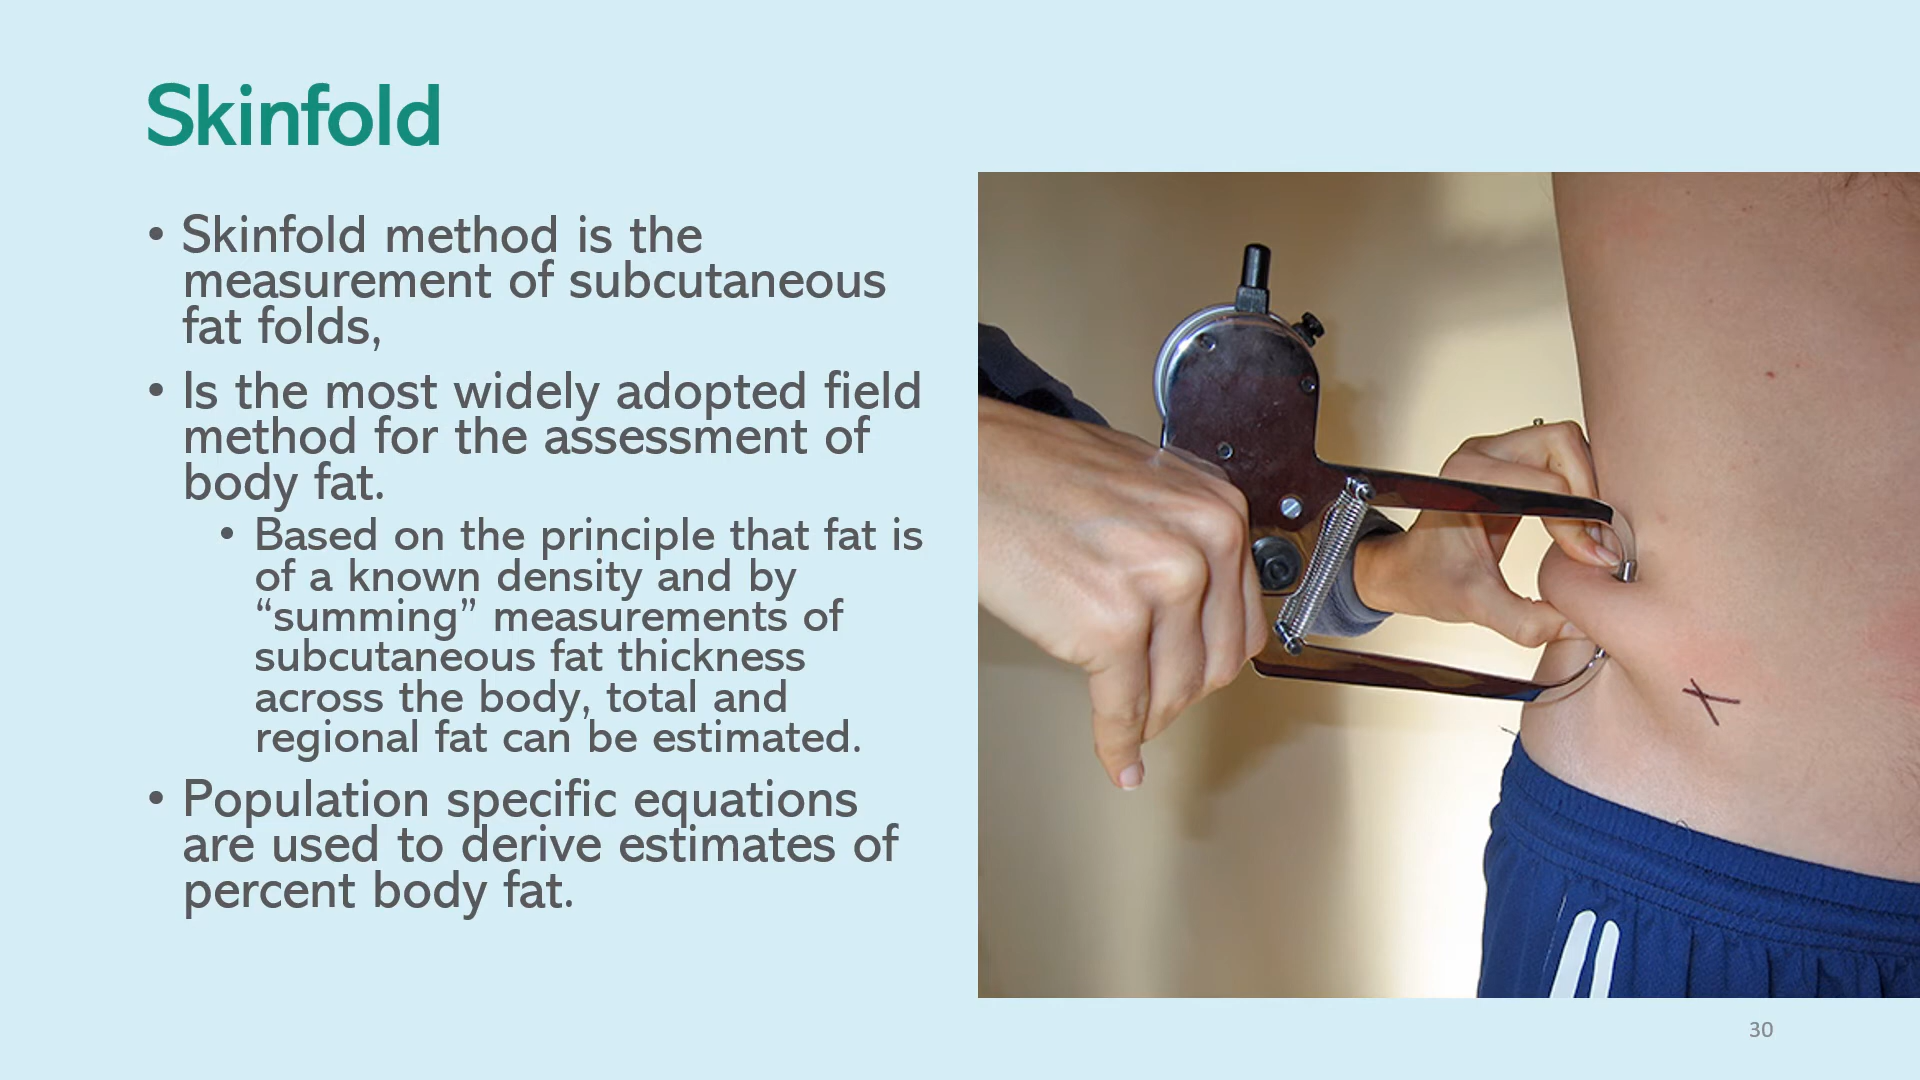 Skinfold
• Skinfold method is the
measurement of subcutaneous
fat folds,
• Is the most widely adopted field
method for the assessment of
body fat.
• Based on the principle that fat is
of a known density and by
“summing” measurements of
subcutaneous fat thickness
across the body, total and
regional fat can be estimated.
• Population specific equations
are used to derive estimates of
percent body fat.
30